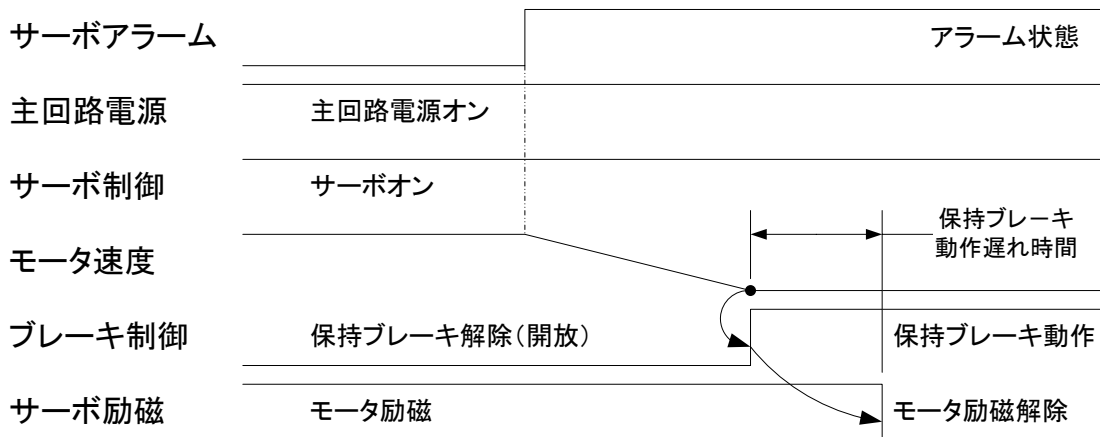 サーボアラーム
アラーム状態
主回路電源
主回路電源オン
サーボ制御
サーボオン
保持ブレーキ
動作遅れ時間
モータ速度
ブレーキ制御
保持ブレーキ解除(開放)
保持ブレーキ動作
サーボ励磁
モータ励磁
モータ励磁解除